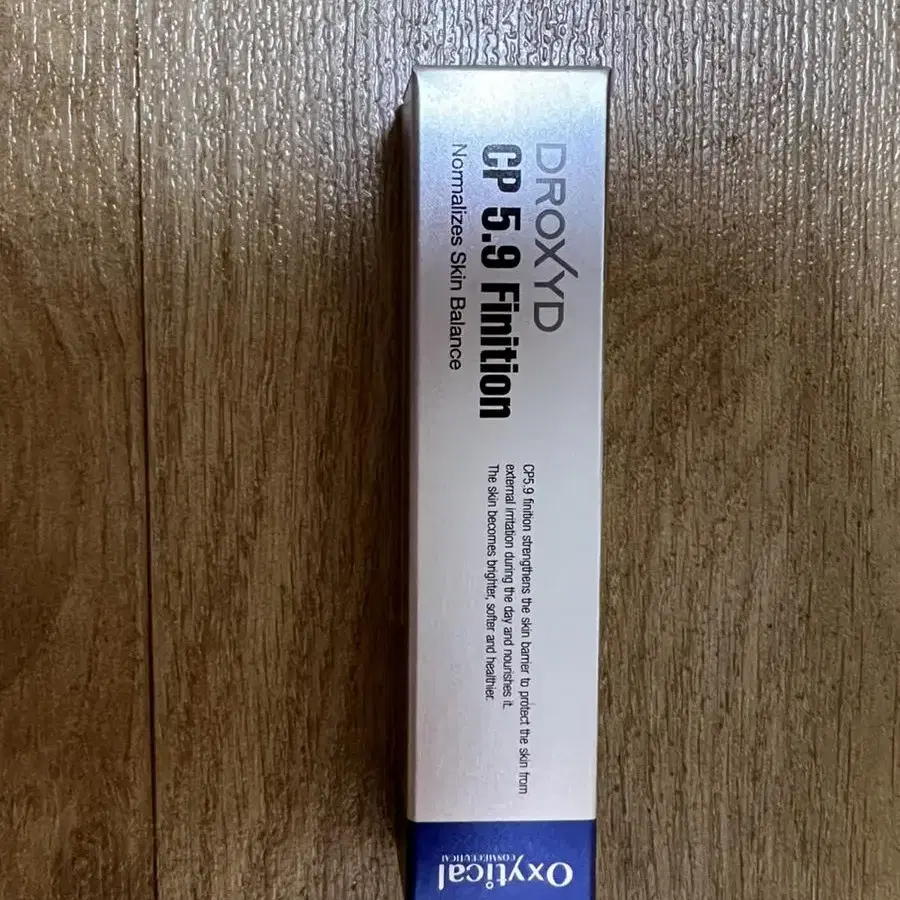 DROXYD
CP 5.9 Finition
Normalizes Skin Balance
CP5.9 finition strengthens the skin barrier to protect the skin from
external irritation during the day and nourishes it.
The skin becomes brighter, softer and healthier.
Oxytical
COSMECEUTICAL